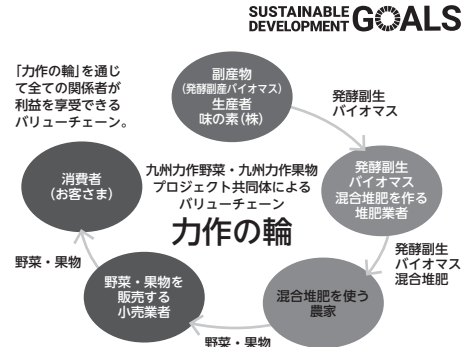 SUSTAINABLE
DEVELOPMENT GOALS
「力作の輪」を通じ
て全ての関係者が
利益を享受できる
バリューチェーン。
副産物
(発酵副産バイオマス)
生産者
味の素(株)
発酵副生
バイオマス
発酵副生
バイオマス
混合堆肥を作る
堆肥業者
発酵副生
バイオマス
混合堆肥
混合堆肥を使う
農家
野菜・果物
野菜・果物を
販売する
小売業者
野菜・果物
消費者
(お客さま)
九州力作野菜・九州力作果物
プロジェクト共同体による
バリューチェーン
力作の輪